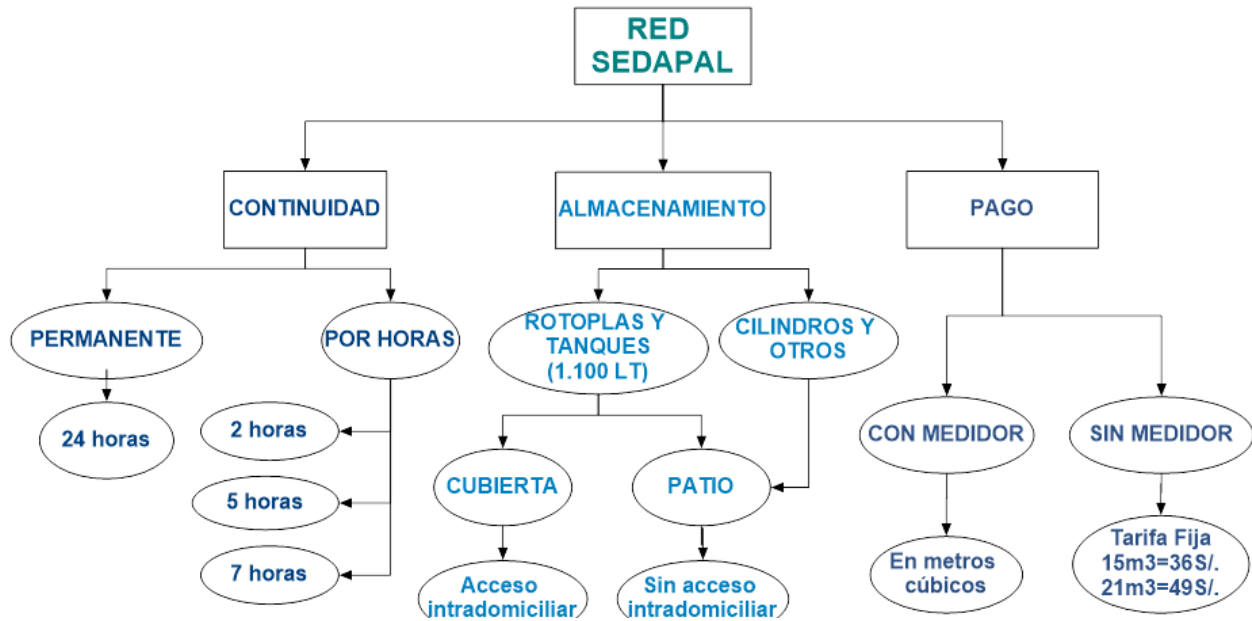 RED
SEDAPAL
CONTINUIDAD
ALMACENAMIENTO
PAGO
PERMANENTE
POR HORAS
ROTOPLAS Y
TANQUES
(1.100 LT)
CILINDROS Y
OTROS
24 horas
2 horas
5 horas
7 horas
CUBIERTA
PATIO
CON MEDIDOR
SIN MEDIDOR
Acceso
intradomiciliar
Sin acceso
intradomiciliar
En metros
cúbicos
Tarifa Fija
15m3=36S/.
21m3=49S/.